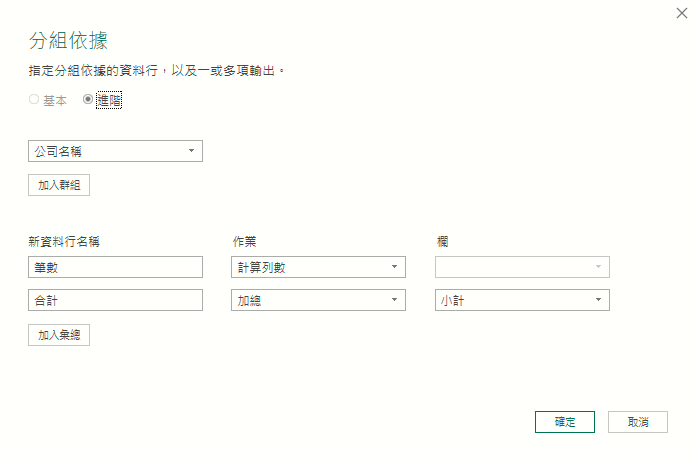 分組依據
指定分組依據的資料行，以及一或多項輸出。
基本 進階
公司名稱
加入群組
新資料行名稱 作業 欄
筆數 計算列數
合計 加總 小計
加入彙總
確定 取消